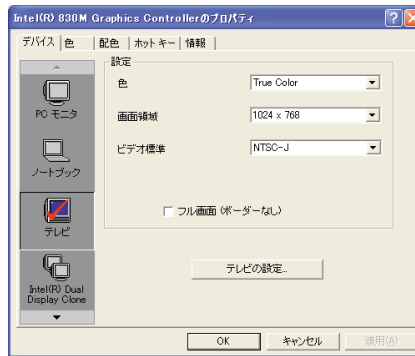 Intel(R) 830M Graphics Controllerのプロパティ
デバイス 色 配色 ホット キー 情報
設定
色 True Color
PC モニタ
画面領域 1024 x 768
ビデオ標準 NTSC-J
ノートブック
フル画面 (ボーダーなし)
テレビ
テレビの設定...
Intel(R) Dual
Display Clone
OK キャンセル 適用(A)